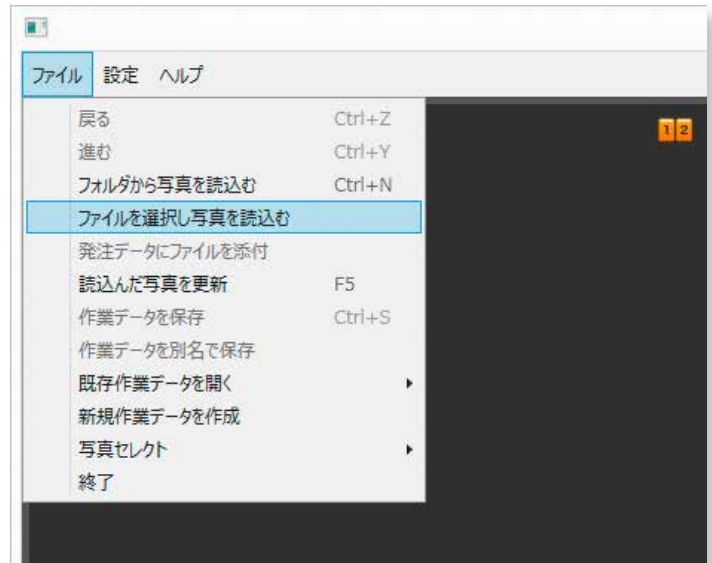 ファイル 設定 ヘルプ
戻る Ctrl+Z
進む Ctrl+Y
フォルダから写真を読込む Ctrl+N
ファイルを選択し写真を読込む
発注データにファイルを添付
読込んだ写真を更新 F5
作業データを保存 Ctrl+S
作業データを別名で保存
既存作業データを開く
新規作業データを作成
写真セレクト
終了
1 2